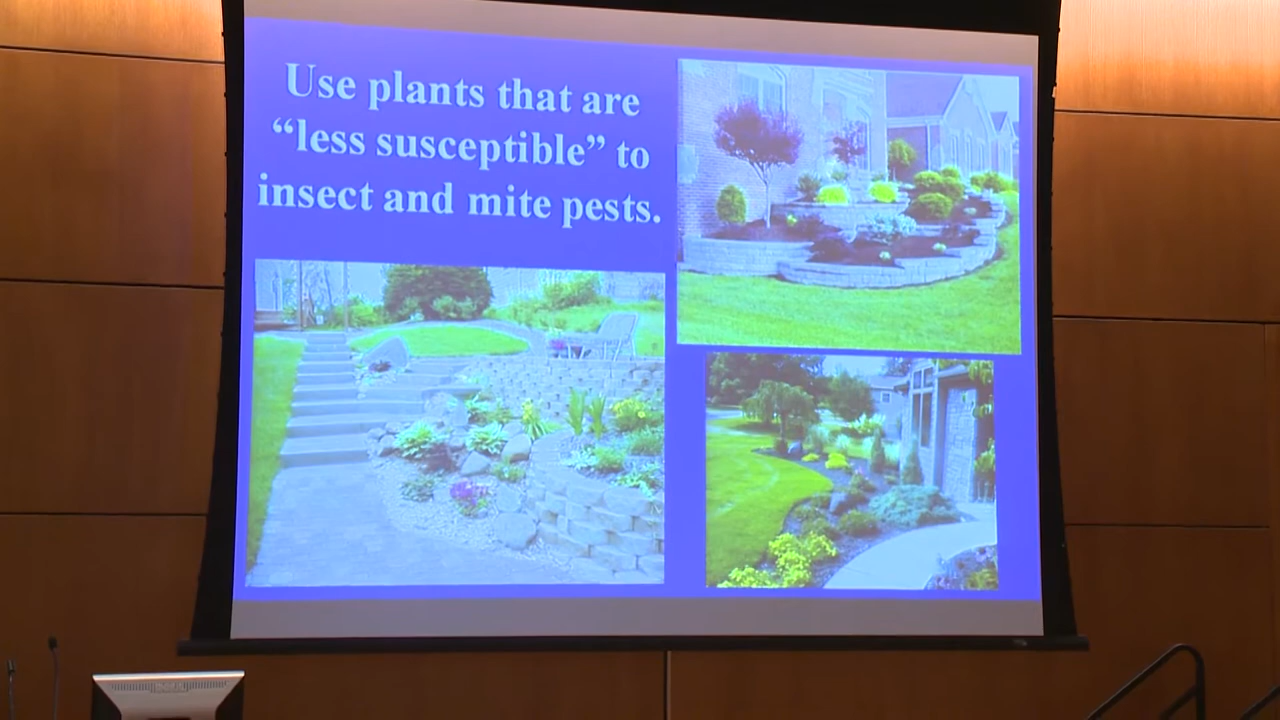 Use plants that are
“less susceptible” to
insect and mite pests.